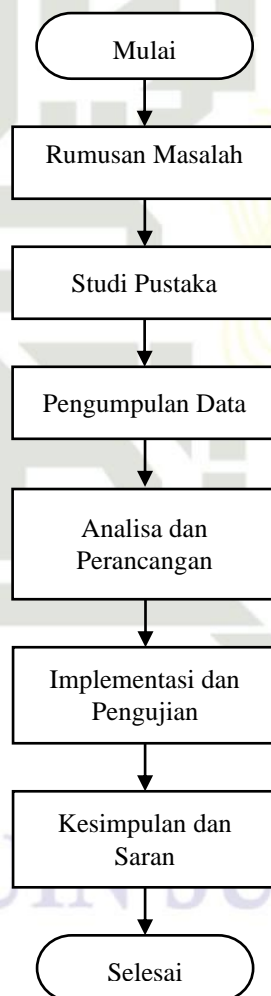 Mulai
Rumusan Masalah
Studi Pustaka
Pengumpulan Data
Analisa dan
Perancangan
Implementasi dan
Pengujian
Kesimpulan dan
Saran
Selesai